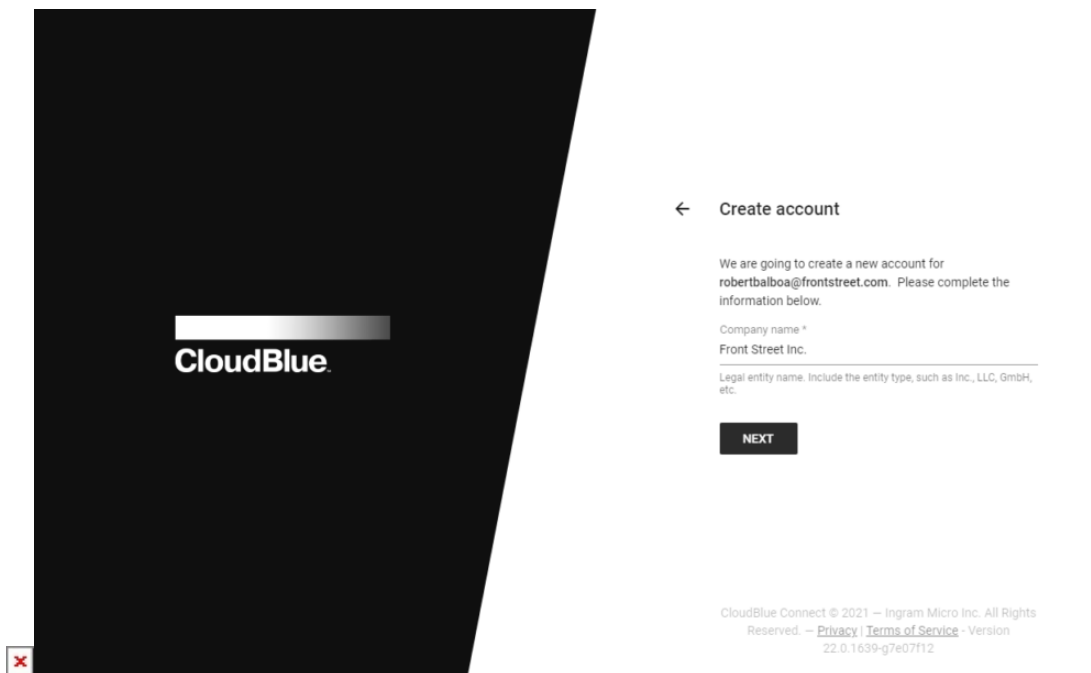 CloudBlue
Create account
We are going to create a new account for
robertbalboa@frontstreet.com. Please complete the
information below.
Company name *
Front Street Inc.
Legal entity name. Include the entity type, such as Inc., LLC, GmbH,
etc.
NEXT
CloudBlue Connect © 2021 — Ingram Micro Inc. All Rights
Reserved. — Privacy | Terms of Service - Version
22.0.1639-g7e07f12